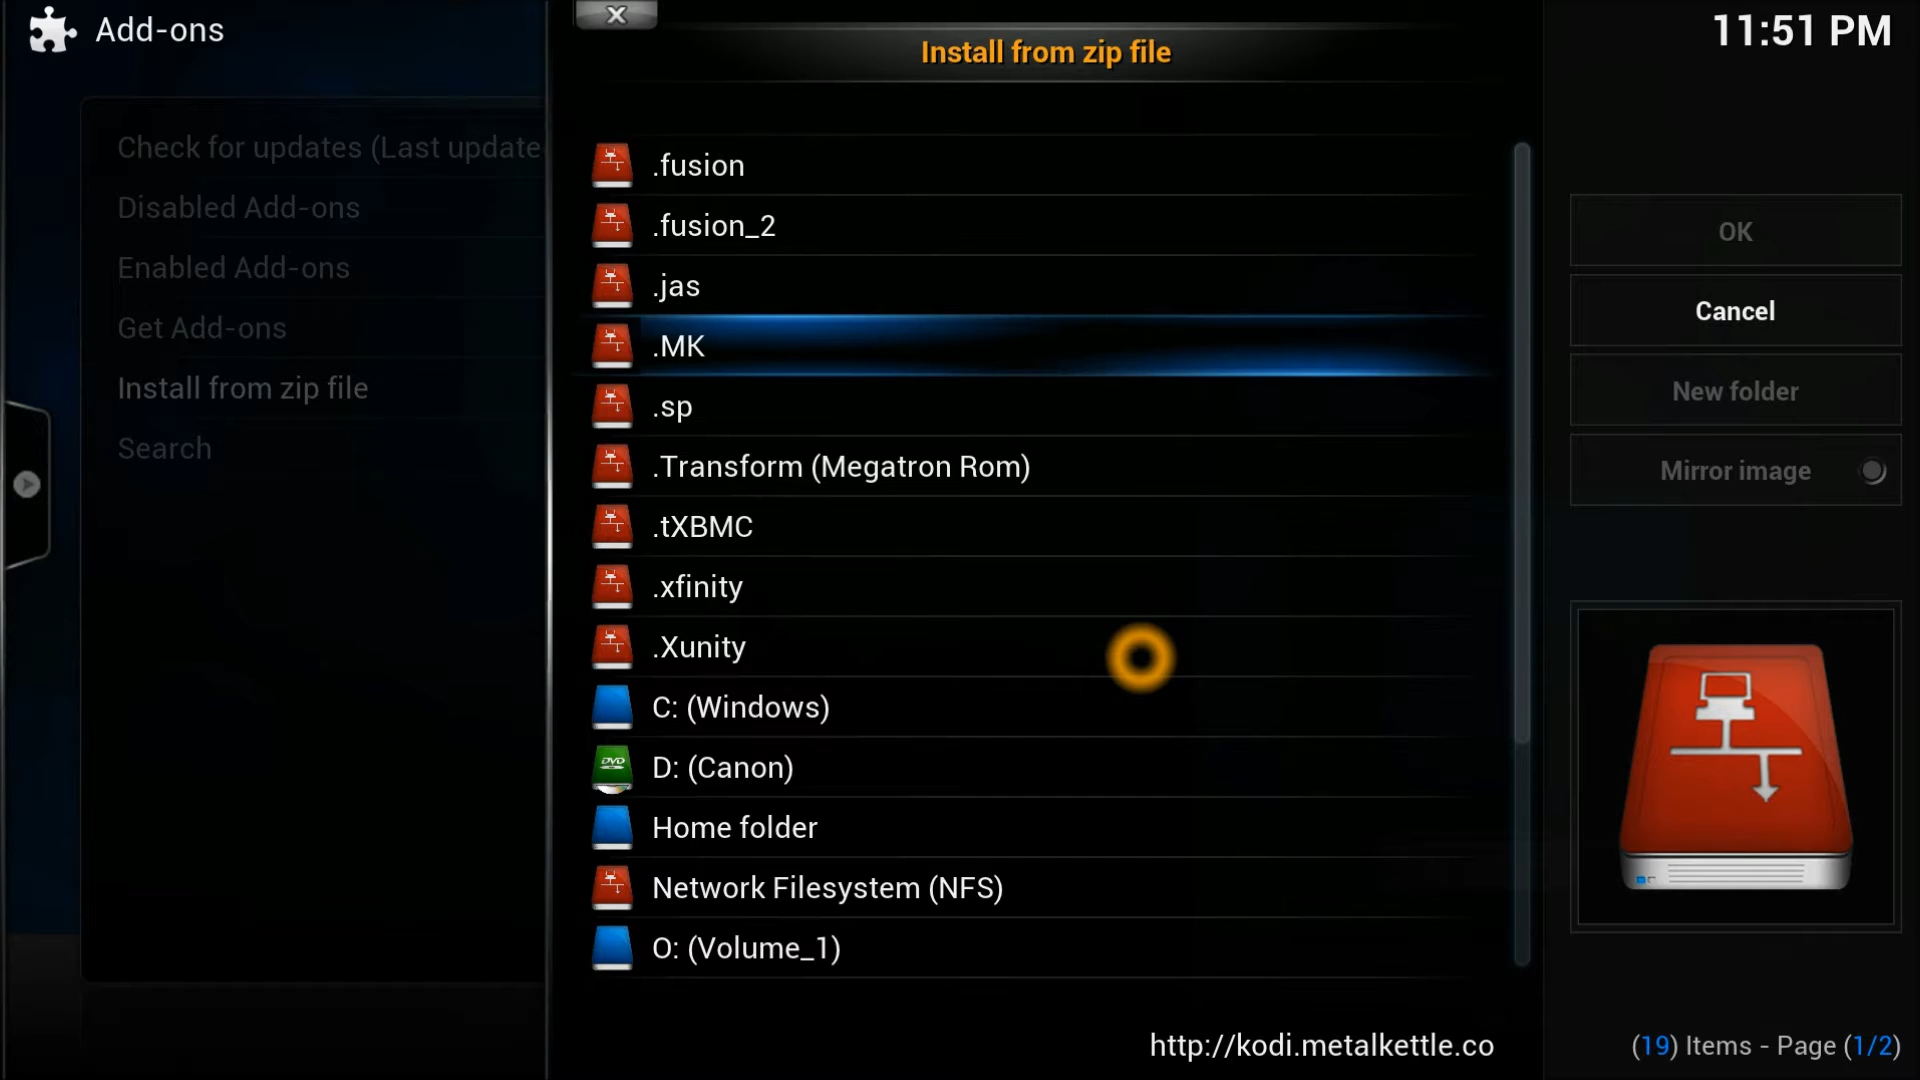 Add-ons
X
Install from zip file
11:51 PM
Check for updates (Last update
Disabled Add-ons
Enabled Add-ons
Get Add-ons
Install from zip file
Search
.fusion
.fusion_2
.jas
.MK
.sp
.Transform (Megatron Rom)
.tXBMC
.xfinity
.Xunity
C: (Windows)
DVD
D: (Canon)
Home folder
Network Filesystem (NFS)
O: (Volume_1)
OK
Cancel
New folder
Mirror image
http://kodi.metalkettle.co
(19) Items - Page (1/2)